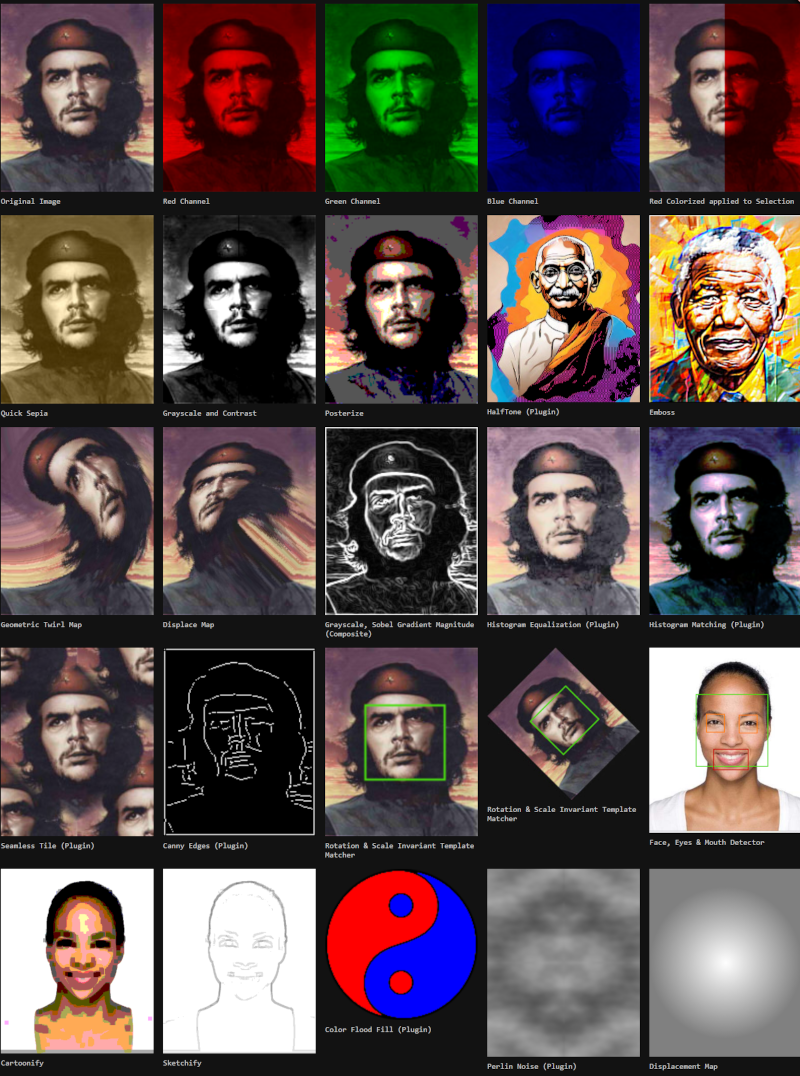 Original Image
Red Channel
Green Channel
Blue Channel
Red Colorized applied to Selection
Quick Sepia
Grayscale and Contrast
Posterize
HalfTone (Plugin)
Emboss
Geometric Twirl Map
Displace Map
Greyscale, Sobel Gradient Magnitude
(Composite)
Histogram Equalization (Plugin)
Histogram Matching (Plugin)
Seamless Tile (Plugin)
Canny Edges (Plugin)
Rotation & Scale Invariant Template
Matcher
Rotation & Scale Invariant Template
Matcher
Face, Eyes & Mouth Detector
Cartoonify
Sketchify
Color Flood Fill (Plugin)
Perlin Noise (Plugin)
Displacement Map